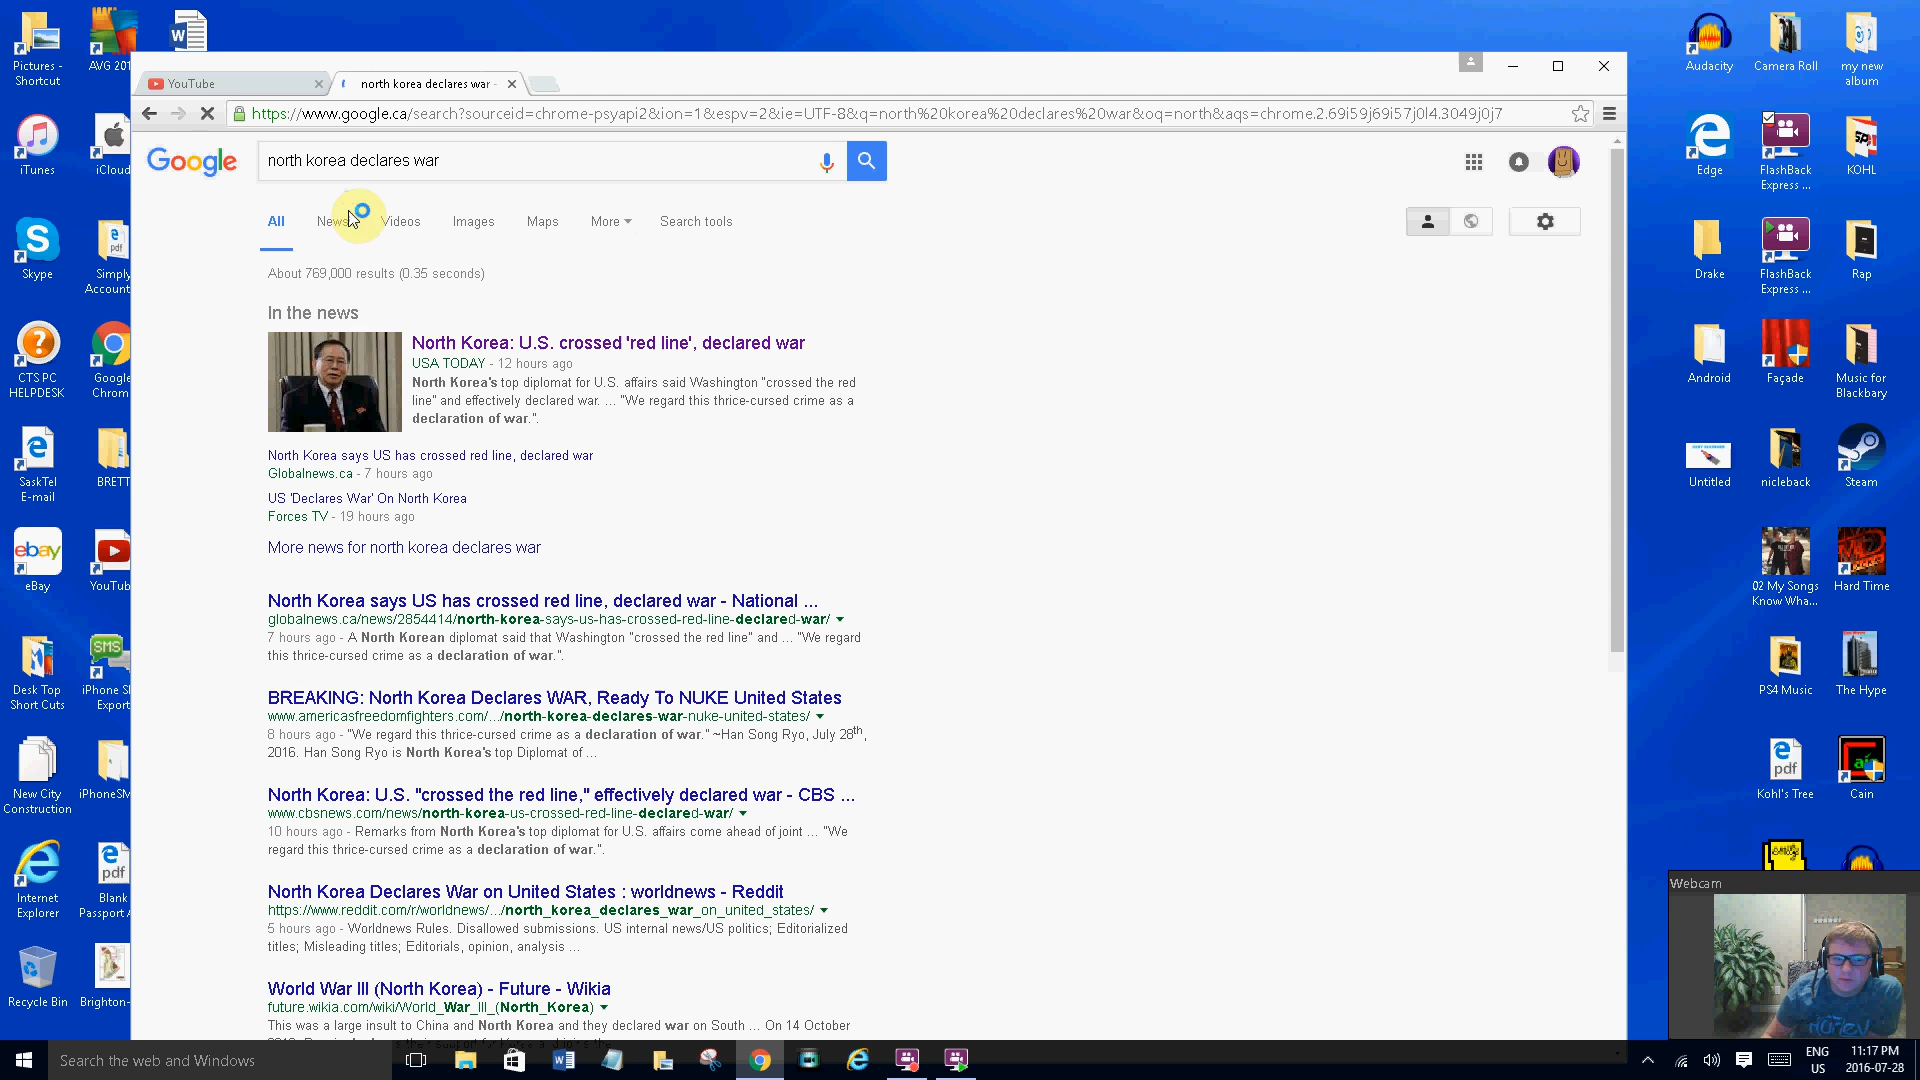 Pictures -
Shortcut
AVG 201
iTunes
iCloud
Skype
Simply
Account
CTS PC
HELPDESK
Google
Chrom
SaskTel
E-mail
BRETT
ebay
eBay
YouTub
SMS
Desk Top
Short Cuts
iPhone S
Export
New City
Construction
iPhoneSM
Internet
Explorer
Blank
Passport A
Recycle Bin
Brighton-
YouTube
north korea declares war -
https://www.google.ca/search?sourceid=chrome-psyapi2&ion=1&espv=2&ie=UTF-8&q=north%20korea%20declares%20war&oq=north&aqs=chrome.2.69i59j69i57j0l4.3049j0j7
Google
north korea declares war
All News Videos Images Maps More Search tools
About 769,000 results (0.35 seconds)
In the news
North Korea: U.S. crossed 'red line', declared war
USA TODAY - 12 hours ago
North Korea's top diplomat for U.S. affairs said Washington "crossed the red
line" and effectively declared war. ... "We regard this thrice-cursed crime as a
declaration of war.".
North Korea says US has crossed red line, declared war
Globalnews.ca - 7 hours ago
US 'Declares War' On North Korea
Forces TV - 19 hours ago
More news for north korea declares war
North Korea says US has crossed red line, declared war - National ...
globalnews.ca/news/2854414/north-korea-says-us-has-crossed-red-line-declared-war/
7 hours ago - A North Korean diplomat said that Washington "crossed the red line" and ... "We regard
this thrice-cursed crime as a declaration of war.".
BREAKING: North Korea Declares WAR, Ready To NUKE United States
www.americasfreedomfighters.com/.../north-korea-declares-war-nuke-united-states/
8 hours ago - "We regard this thrice-cursed crime as a declaration of war." ~Han Song Ryo, July 28th,
2016. Han Song Ryo is North Korea's top Diplomat of ...
North Korea: U.S. "crossed the red line," effectively declared war - CBS ...
www.cbsnews.com/news/north-korea-us-crossed-red-line-declared-war/
10 hours ago - Remarks from North Korea's top diplomat for U.S. affairs come ahead of joint ... "We
regard this thrice-cursed crime as a declaration of war.".
North Korea Declares War on United States : worldnews - Reddit
https://www.reddit.com/r/worldnews/.../north_korea_declares_war_on_united_states/
5 hours ago - Worldnews Rules. Disallowed submissions. US internal news/US politics; Editorialized
titles; Misleading titles; Editorials, opinion, analysis ...
World War III (North Korea) - Future - Wikia
future.wikia.com/wiki/World_War_III_(North_Korea)
This was a large insult to China and North Korea and they declared war on South ... On 14 October
Audacity
Camera Roll
my new
album
Edge
FlashBack
Express ...
KOHL
Drake
FlashBack
Express ...
Rap
Android
Façade
Music for
Blackbary
Untitled
nicleback
Steam
02 My Songs
Know Wha...
Hard Time
PS4 Music
The Hype
pdf
Kohl's Tree
Cain
Webcam
Search the web and Windows
ENG
US
11:17 PM
2016-07-28